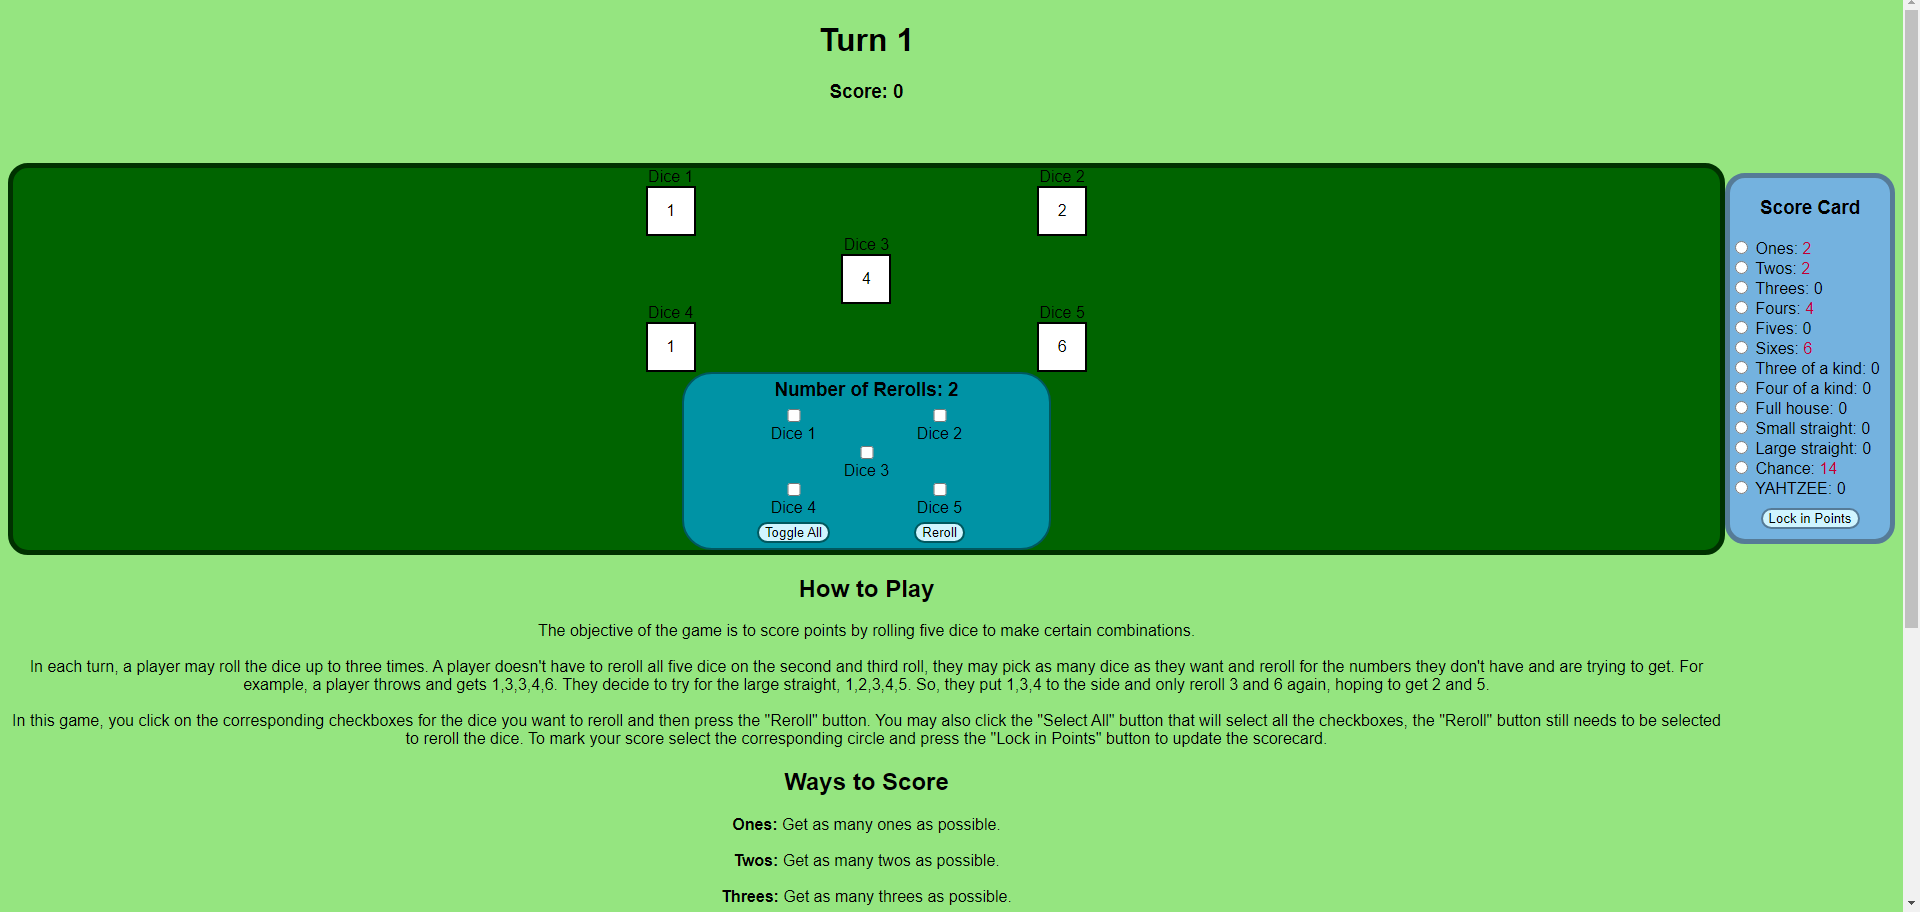 Turn 1
Score: 0
Dice 1
1
Dice 2
2
Dice 3
4
Dice 4
1
Dice 5
6
Number of Rerolls: 2
Dice 1
Dice 2
Dice 3
Dice 4
Dice 5
Toggle All
Reroll
Score Card
Ones: 2
Twos: 2
Threes: 0
Fours: 4
Fives: 0
Sixes: 6
Three of a kind: 0
Four of a kind: 0
Full house: 0
Small straight: 0
Large straight: 0
Chance: 14
YAHTZEE: 0
Lock in Points
How to Play
The objective of the game is to score points by rolling five dice to make certain combinations.
In each turn, a player may roll the dice up to three times. A player doesn't have to reroll all five dice on the second and third roll, they may pick as many dice as they want and reroll for the numbers they don't have and are trying to get. For
example, a player throws and gets 1,3,3,4,6. They decide to try for the large straight, 1,2,3,4,5. So, they put 1,3,4 to the side and only reroll 3 and 6 again, hoping to get 2 and 5.
In this game, you click on the corresponding checkboxes for the dice you want to reroll and then press the "Reroll" button. You may also click the "Select All" button that will select all the checkboxes, the "Reroll" button still needs to be selected
to reroll the dice. To mark your score select the corresponding circle and press the "Lock in Points" button to update the scorecard.
Ways to Score
Ones: Get as many ones as possible.
Twos: Get as many twos as possible.
Threes: Get as many threes as possible.